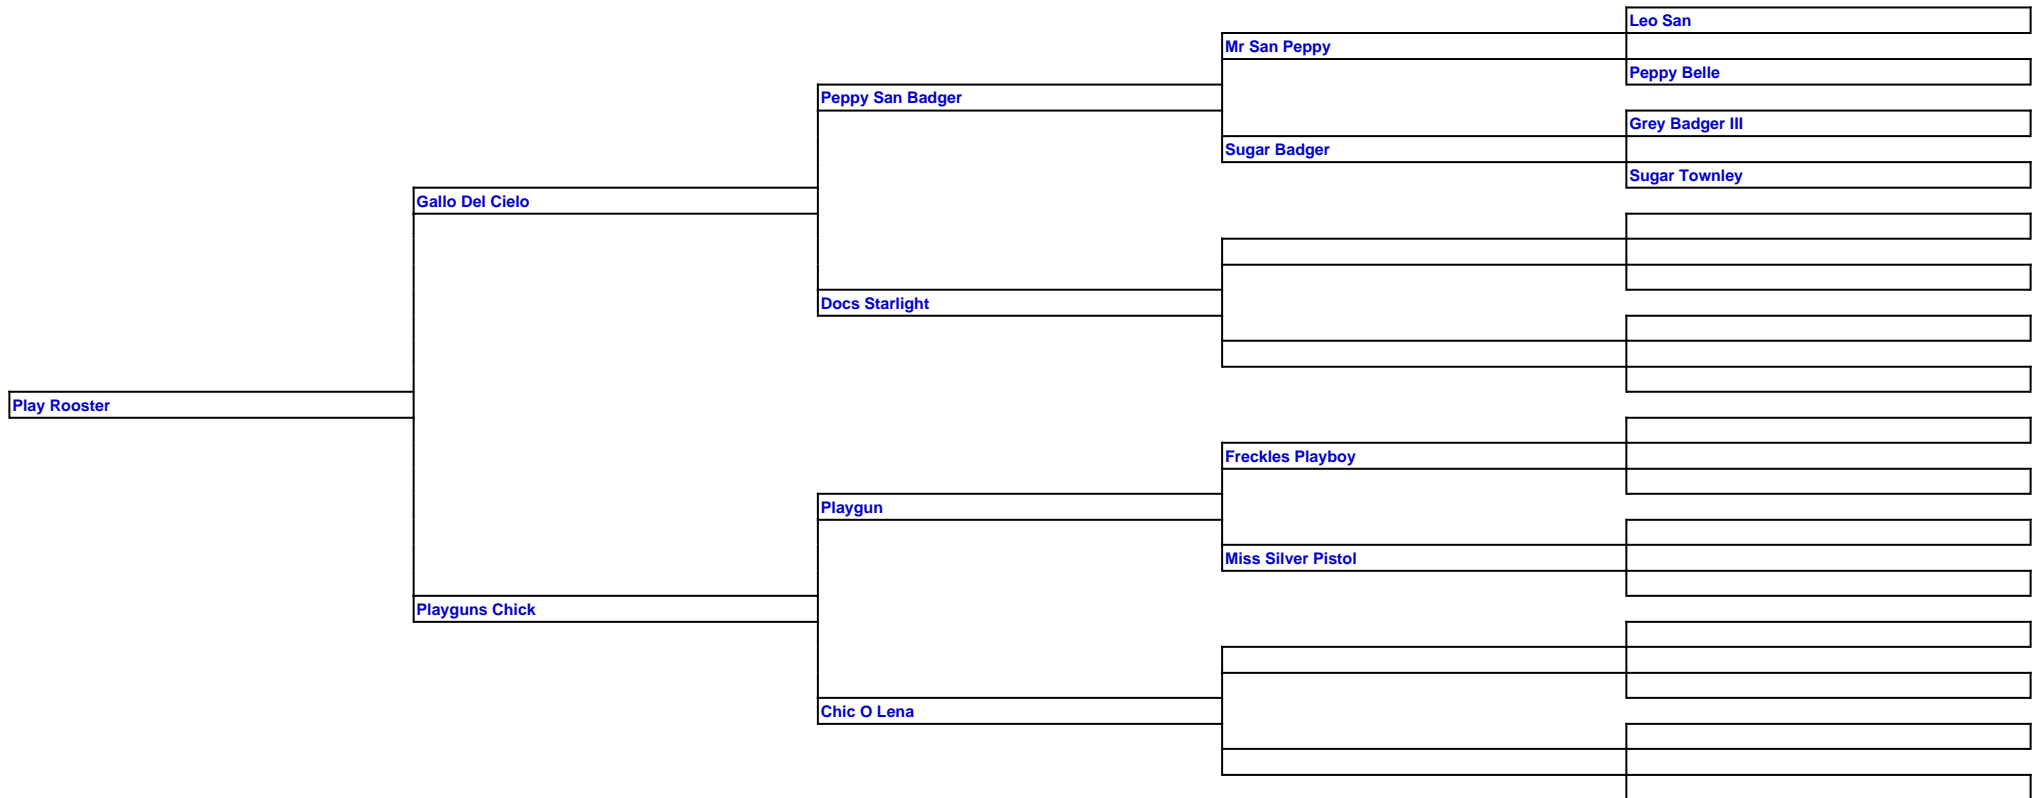 Leo San
Mr San Peppy
Peppy Belle
Peppy San Badger
Grey Badger III
Sugar Badger
Sugar Townley
Gallo Del Cielo
Docs Starlight
Play Rooster
Freckles Playboy
Playgun
Miss Silver Pistol
Playguns Chick
Chic O Lena